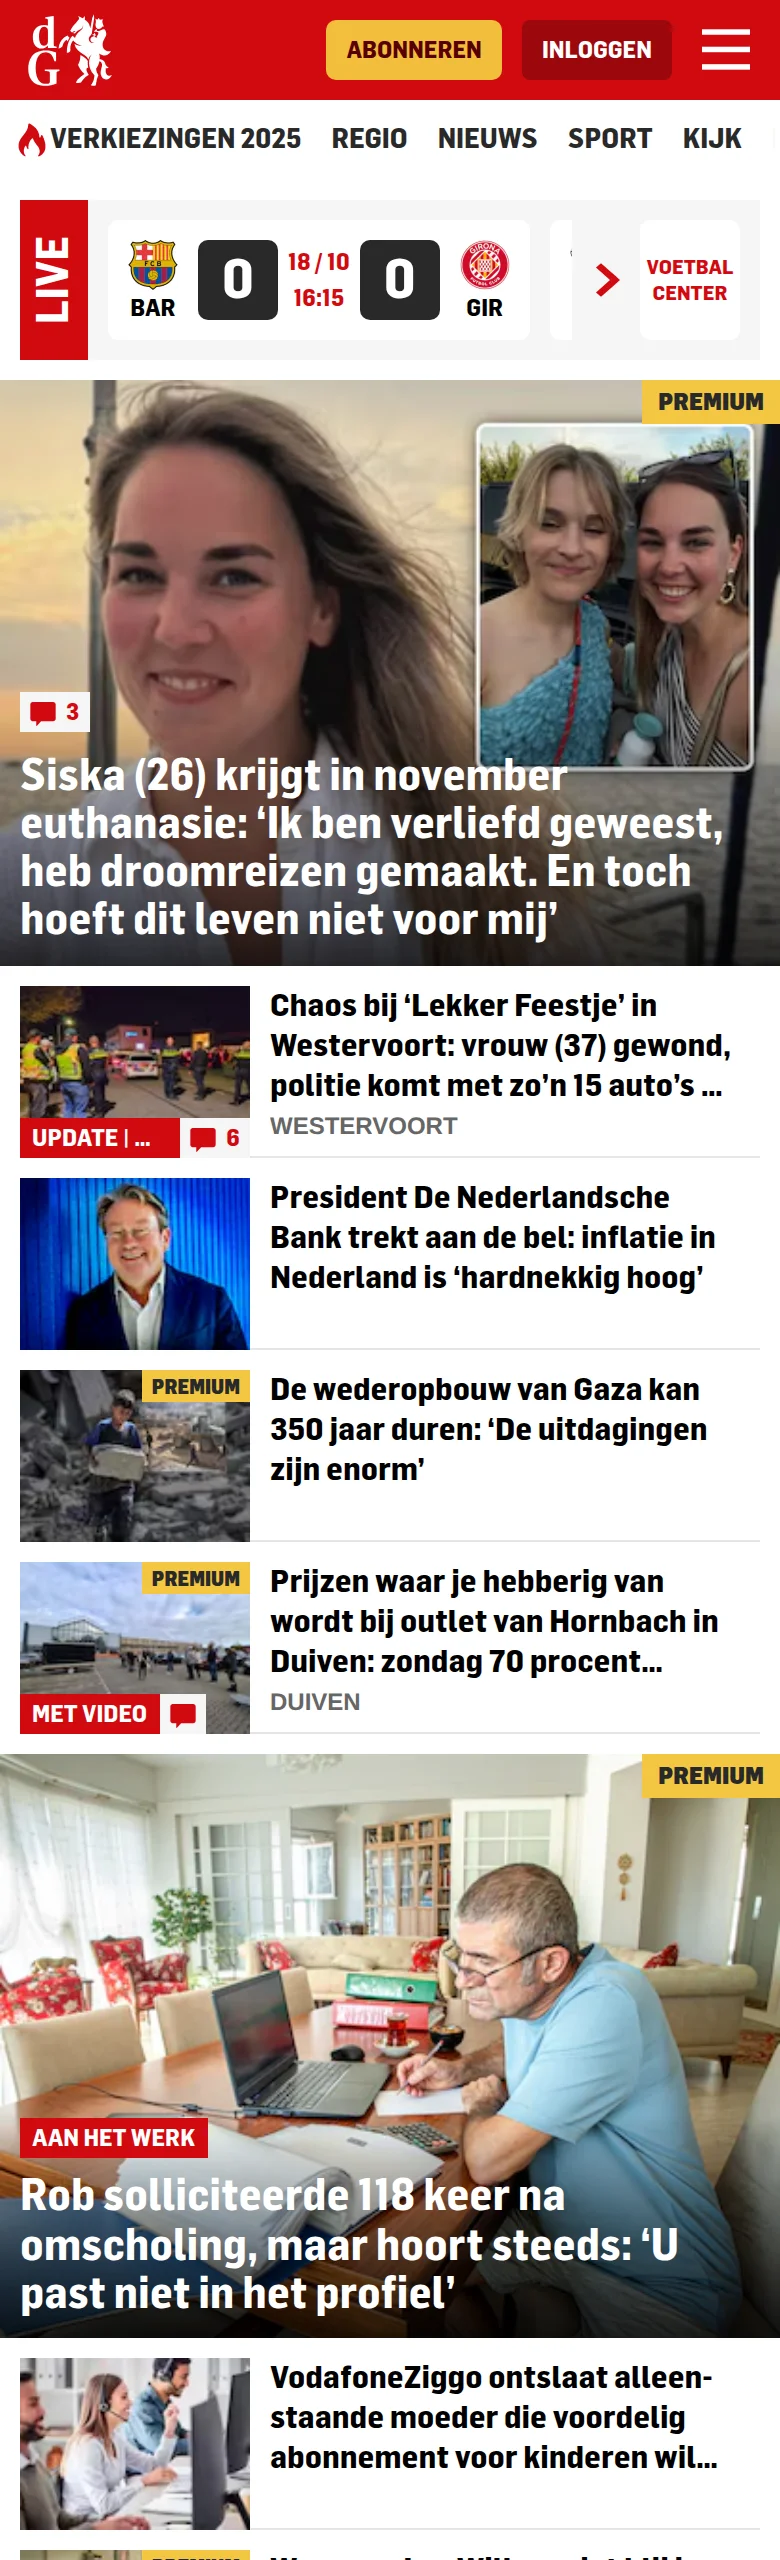 dG
ABONNEREN
INLOGGEN
VERKIEZINGEN 2025
REGIO
NIEUWS
SPORT
KIJK
LIVE
BAR
0
18 / 10
16:15
0
GIR
VOETBAL
CENTER
PREMIUM
3
Siska (26) krijgt in november
euthanasie: ‘Ik ben verliefd geweest,
heb droomreizen gemaakt. En toch
hoeft dit leven niet voor mij’
Chaos bij ‘Lekker Feestje’ in
Westervoort: vrouw (37) gewond,
politie komt met zo’n 15 auto’s ...
WESTERVOORT
UPDATE | ...
6
President De Nederlandsche
Bank trekt aan de bel: inflatie in
Nederland is ‘hardnekkig hoog’
PREMIUM
De wederopbouw van Gaza kan
350 jaar duren: ‘De uitdagingen
zijn enorm’
PREMIUM
Prijzen waar je hebberig van
wordt bij outlet van Hornbach in
Duiven: zondag 70 procent...
DUIVEN
MET VIDEO
PREMIUM
AAN HET WERK
Rob solliciteerde 118 keer na
omscholing, maar hoort steeds: ‘U
past niet in het profiel’
VodafoneZiggo ontslaat alleen-
staande moeder die voordelig
abonnement voor kinderen wil...